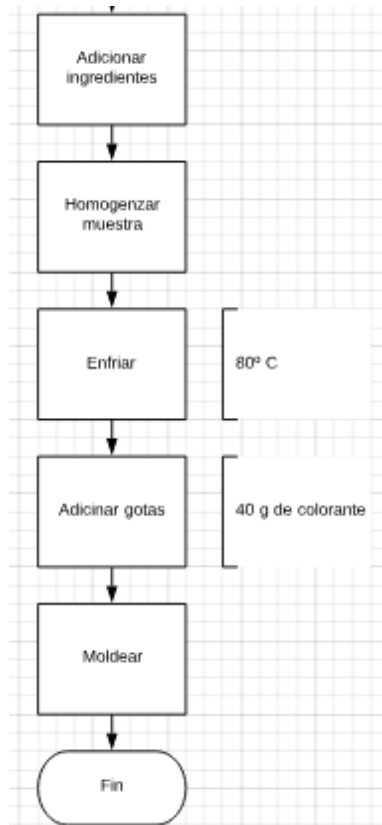 Adicionar
ingredientes
Homogenzar
muestra
Enfriar
80º C
Adicinar gotas
40 g de colorante
Moldear
Fin